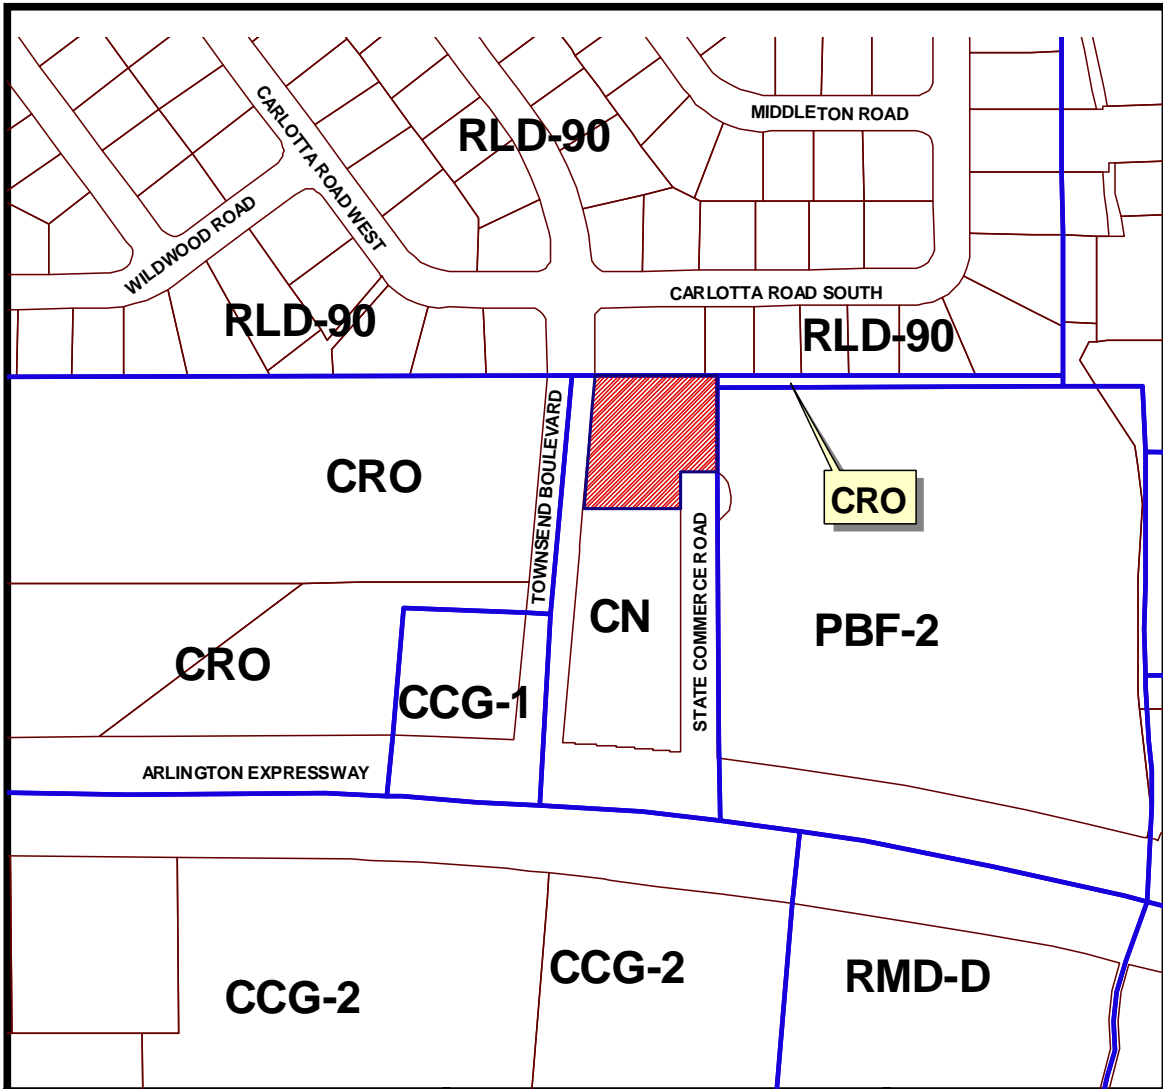 CARLOTTA ROAD WEST
RLD-90
MIDDLETON ROAD
WILDWOOD ROAD
CARLOTTA ROAD SOUTH
RLD-90
RLD-90
TOWNSEND BOULEVARD
CRO
CRO
STATE COMMERCE ROAD
CN
PBF-2
CRO
CCG-1
ARLINGTON EXPRESSWAY
CCG-2
CCG-2
RMD-D